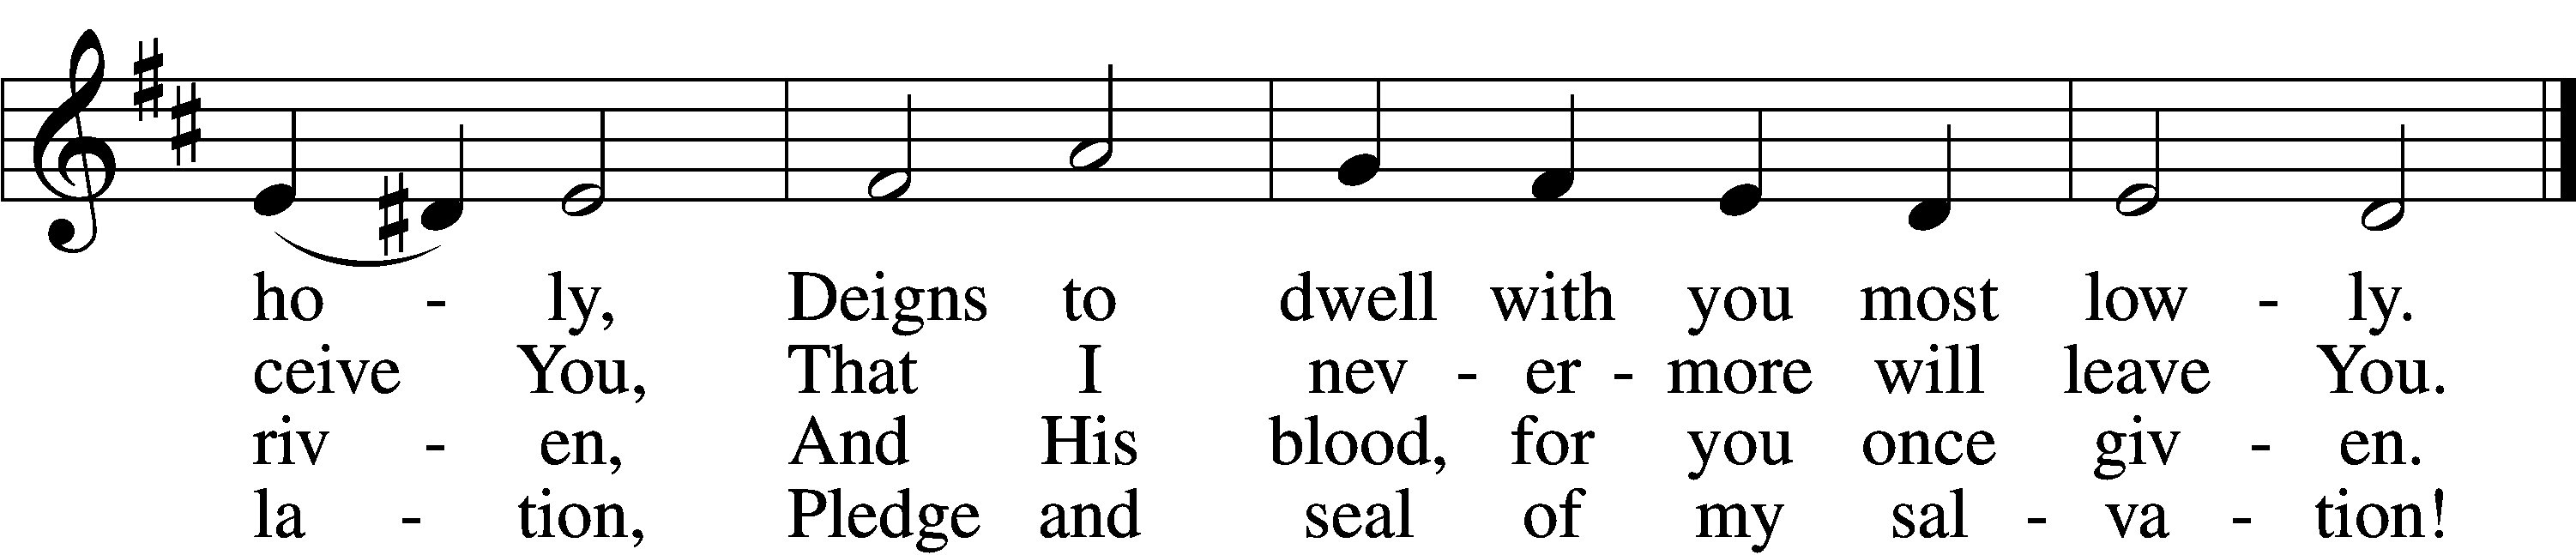 ho - ly, Deigns to dwell with you most low - ly.
ceive You, That I nev - er - more will leave You.
riv - en, And His blood, for you once giv - en.
la - tion, Pledge and seal of my sal - va - tion!